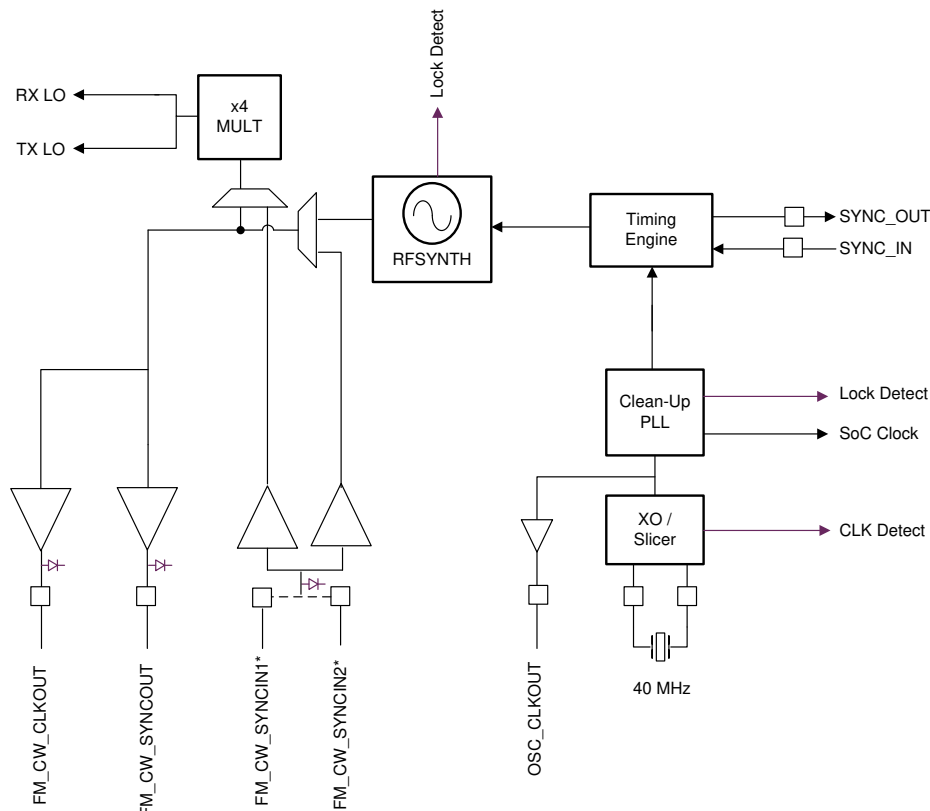 Lock Detect
RX LO
TX LO
x4
MULT
RFSYNTH
Timing
Engine
SYNC_OUT
SYNC_IN
Clean-Up
PLL
Lock Detect
SoC Clock
XO /
Slicer
CLK Detect
40 MHz
FM_CW_CLKOUT
FM_CW_SYNCOUT
FM_CW_SYNCIN1*
FM_CW_SYNCIN2*
OSC_CLKOUT